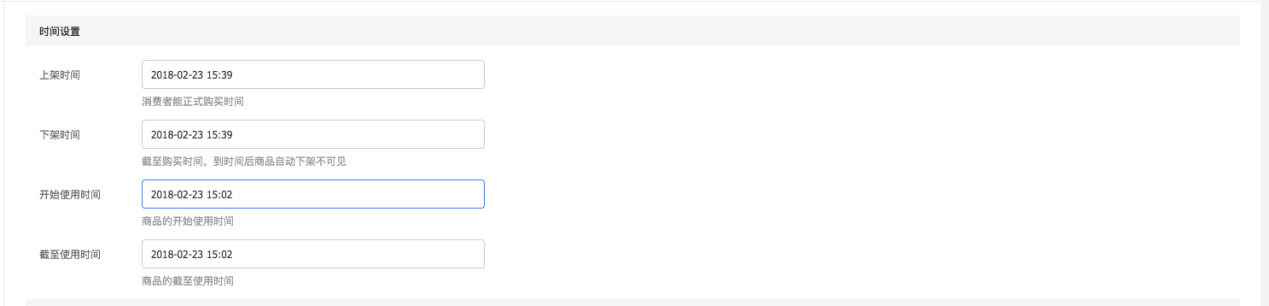 时间设置
上架时间
2018-02-23 15:39
消费者能正式购买时间
下架时间
2018-02-23 15:39
截至购买时间，到时间后商品自动下架不可见
开始使用时间
2018-02-23 15:02
商品的开始使用时间
截至使用时间
2018-02-23 15:02
商品的截至使用时间